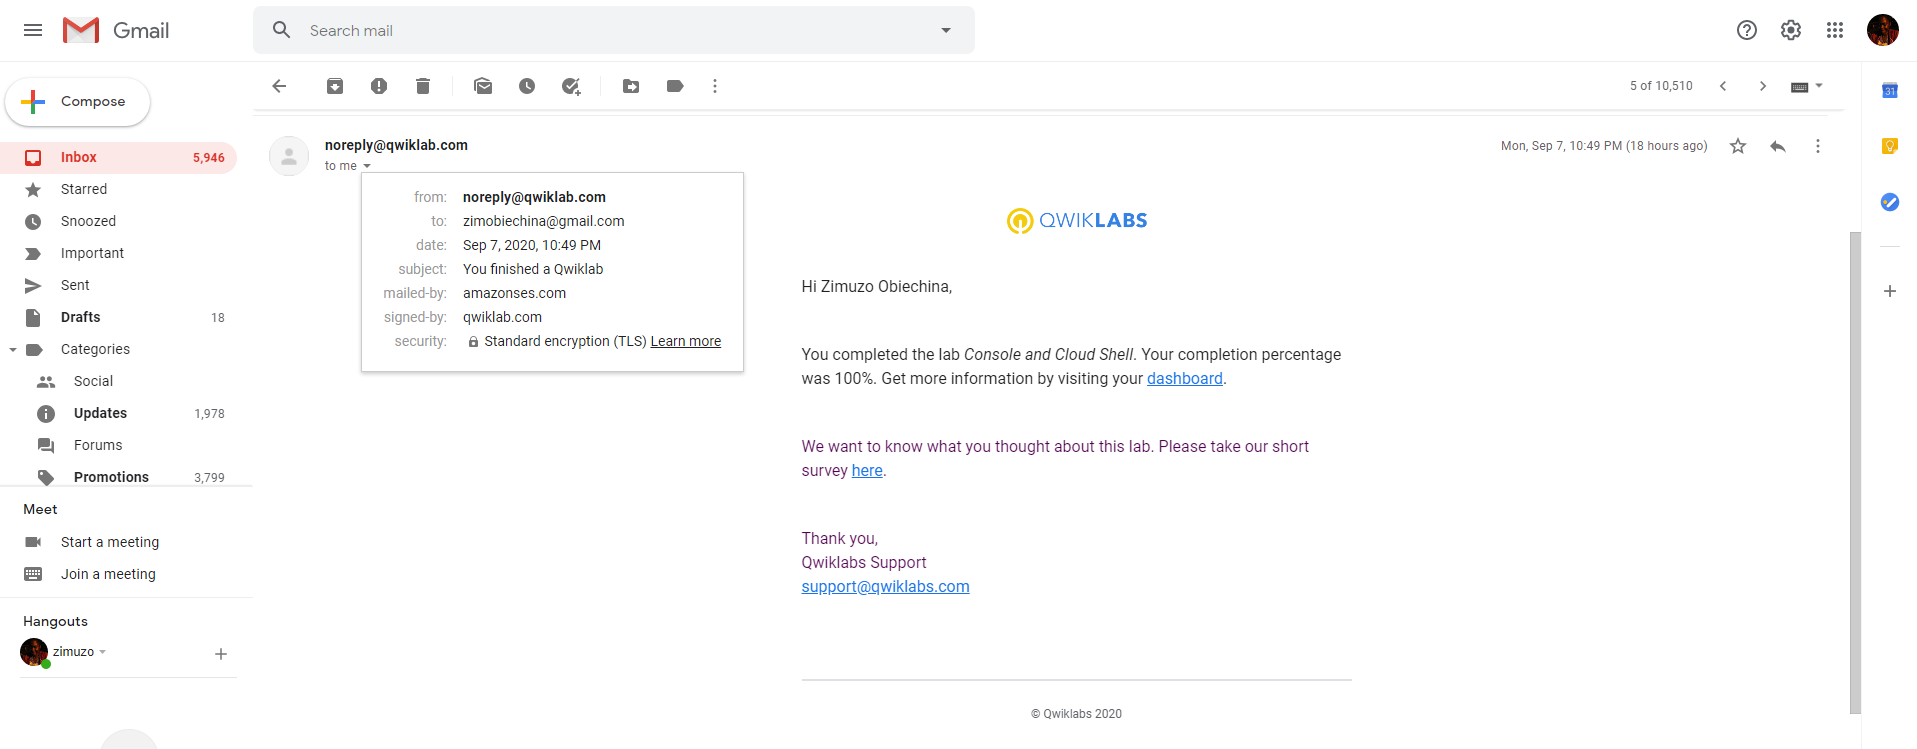 Gmail
Search mail
Compose
5 of 10,510
31
Inbox 5,946
Starred
Snoozed
Important
Sent
Drafts 18
Categories
Social
Updates 1,978
Forums
Promotions 3,799
Meet
Start a meeting
Join a meeting
Hangouts
zimuzo
noreply@qwiklab.com
Mon, Sep 7, 10:49 PM (18 hours ago)
to me
from: noreply@qwiklab.com
to: zimobiechina@gmail.com
date: Sep 7, 2020, 10:49 PM
subject: You finished a Qwiklab
mailed-by: amazonses.com
signed-by: qwiklab.com
security: Standard encryption (TLS) Learn more
QWIKLABS
Hi Zimuzo Obiechina,
You completed the lab Console and Cloud Shell. Your completion percentage
was 100%. Get more information by visiting your dashboard.
We want to know what you thought about this lab. Please take our short
survey here.
Thank you,
Qwiklabs Support
support@qwiklabs.com
© Qwiklabs 2020